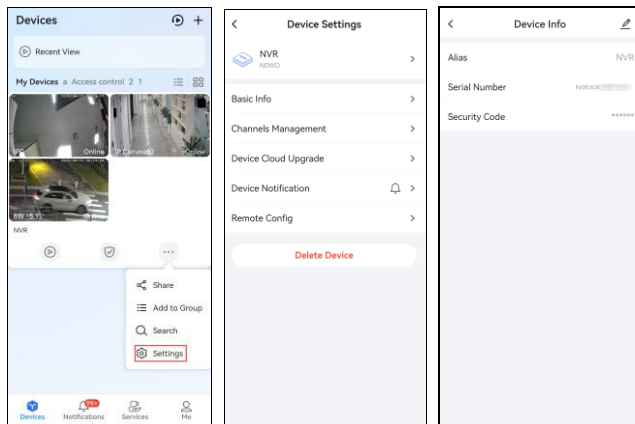 Devices
Recent View
My Devices a Access control 2 1
IPC Online
IP Camera02 Online
NVR
Share
Add to Group
Search
Settings
99+
Devices
Notifications
Services
Me
Device Settings
NVR
N0WD
Basic Info
Channels Management
Device Cloud Upgrade
Device Notification
Remote Config
Delete Device
Device Info
Alias NVR
Serial Number
Security Code ******